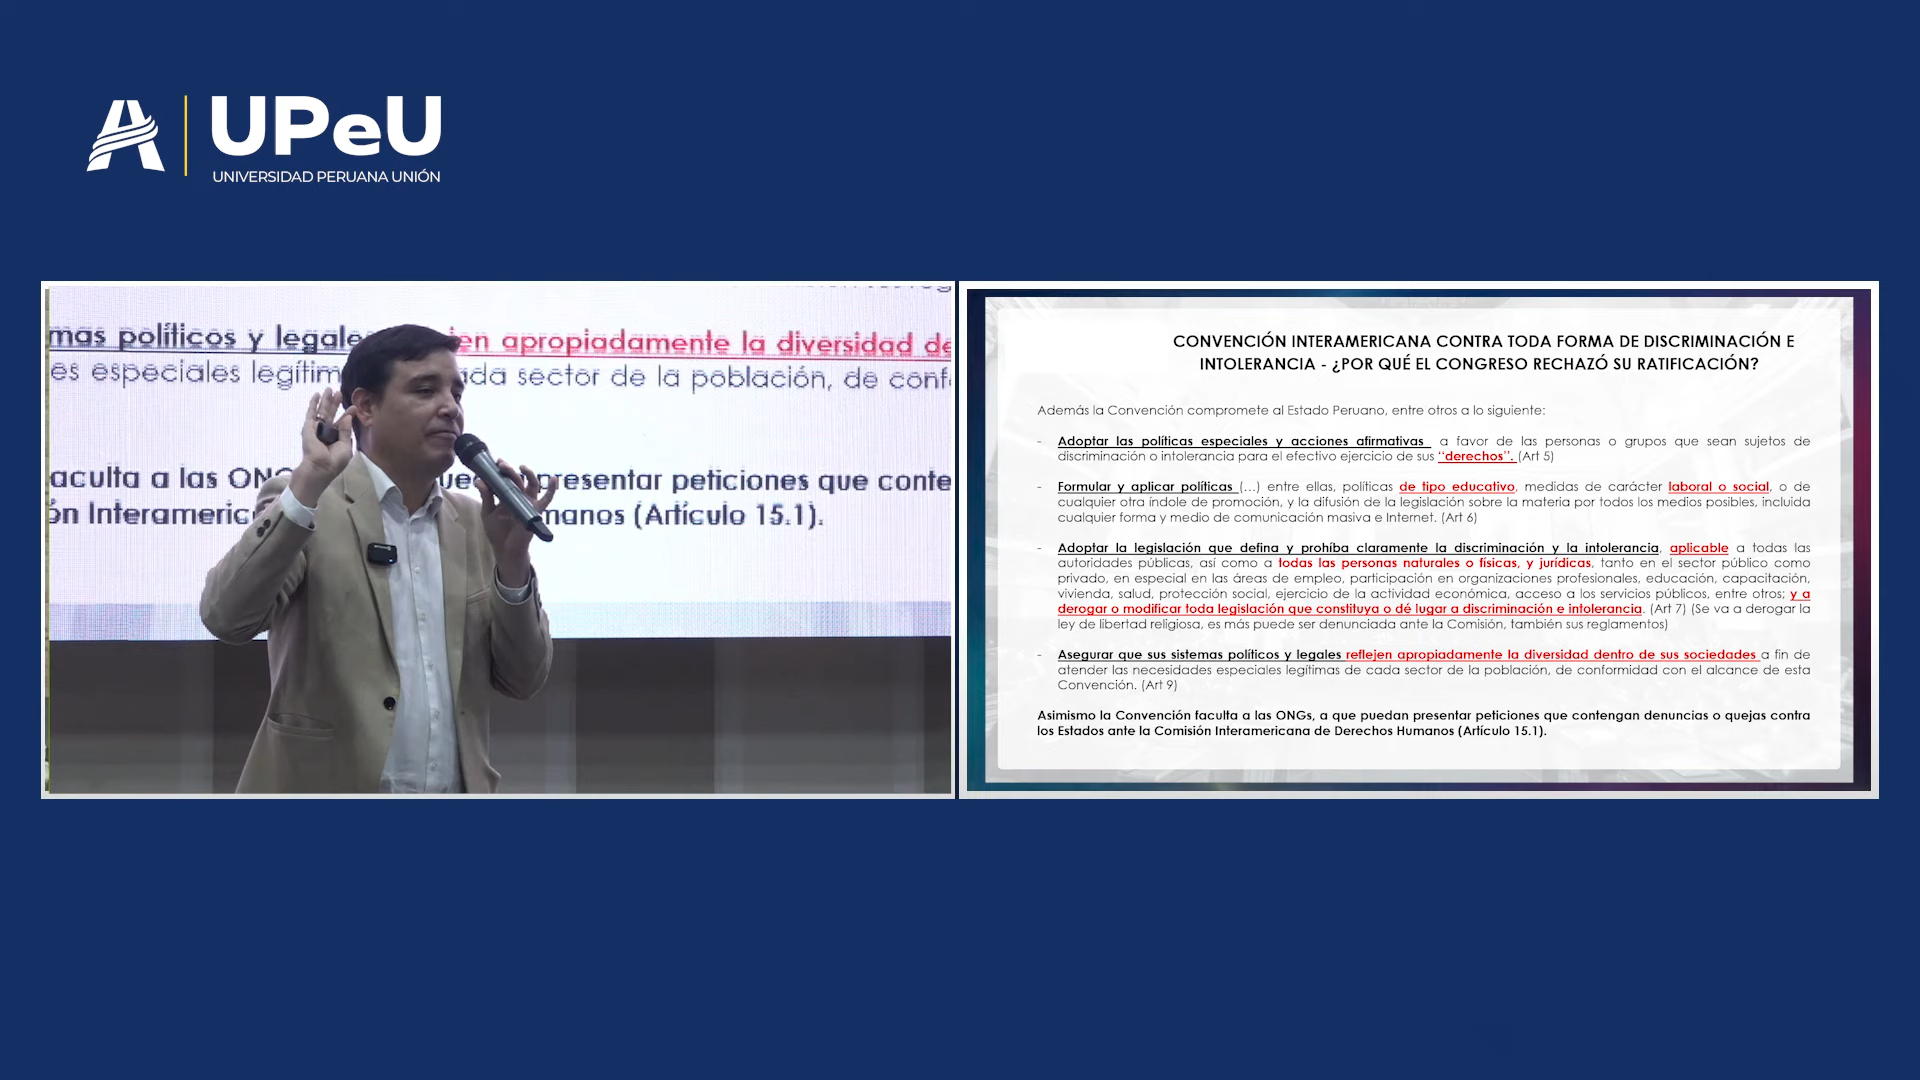 UPeU
UNIVERSIDAD PERUANA UNIÓN
mas políticos y legale en apropiadamente la diversidad de
es especiales legítim ada sector de la población, de conf
aculta a las ON presentar peticiones que conte
ón Interameric manos (Artículo 15.1).
CONVENCIÓN INTERAMERICANA CONTRA TODA FORMA DE DISCRIMINACIÓN E
INTOLERANCIA - ¿POR QUÉ EL CONGRESO RECHAZÓ SU RATIFICACIÓN?
Además la Convención compromete al Estado Peruano, entre otros a lo siguiente:
- Adoptar las políticas especiales y acciones afirmativas a favor de las personas o grupos que sean sujetos de
discriminación o intolerancia para el efectivo ejercicio de sus "derechos". (Art 5)
- Formular y aplicar políticas (...) entre ellas, políticas de tipo educativo, medidas de carácter laboral o social, o de
cualquier otra índole de promoción, y la difusión de la legislación sobre la materia por todos los medios posibles, incluida
cualquier forma y medio de comunicación masiva e Internet. (Art 6)
- Adoptar la legislación que defina y prohíba claramente la discriminación y la intolerancia, aplicable a todas las
autoridades públicas, así como a todas las personas naturales o físicas, y jurídicas, tanto en el sector público como
privado, en especial en las áreas de empleo, participación en organizaciones profesionales, educación, capacitación,
vivienda, salud, protección social, ejercicio de la actividad económica, acceso a los servicios públicos, entre otros; y a
derogar o modificar toda legislación que constituya o dé lugar a discriminación e intolerancia. (Art 7) (Se va a derogar la
ley de libertad religiosa, es más puede ser denunciada ante la Comisión, también sus reglamentos)
- Asegurar que sus sistemas políticos y legales reflejen apropiadamente la diversidad dentro de sus sociedades a fin de
atender las necesidades especiales legítimas de cada sector de la población, de conformidad con el alcance de esta
Convención. (Art 9)
Asimismo la Convención faculta a las ONGs, a que puedan presentar peticiones que contengan denuncias o quejas contra
los Estados ante la Comisión Interamericana de Derechos Humanos (Artículo 15.1).